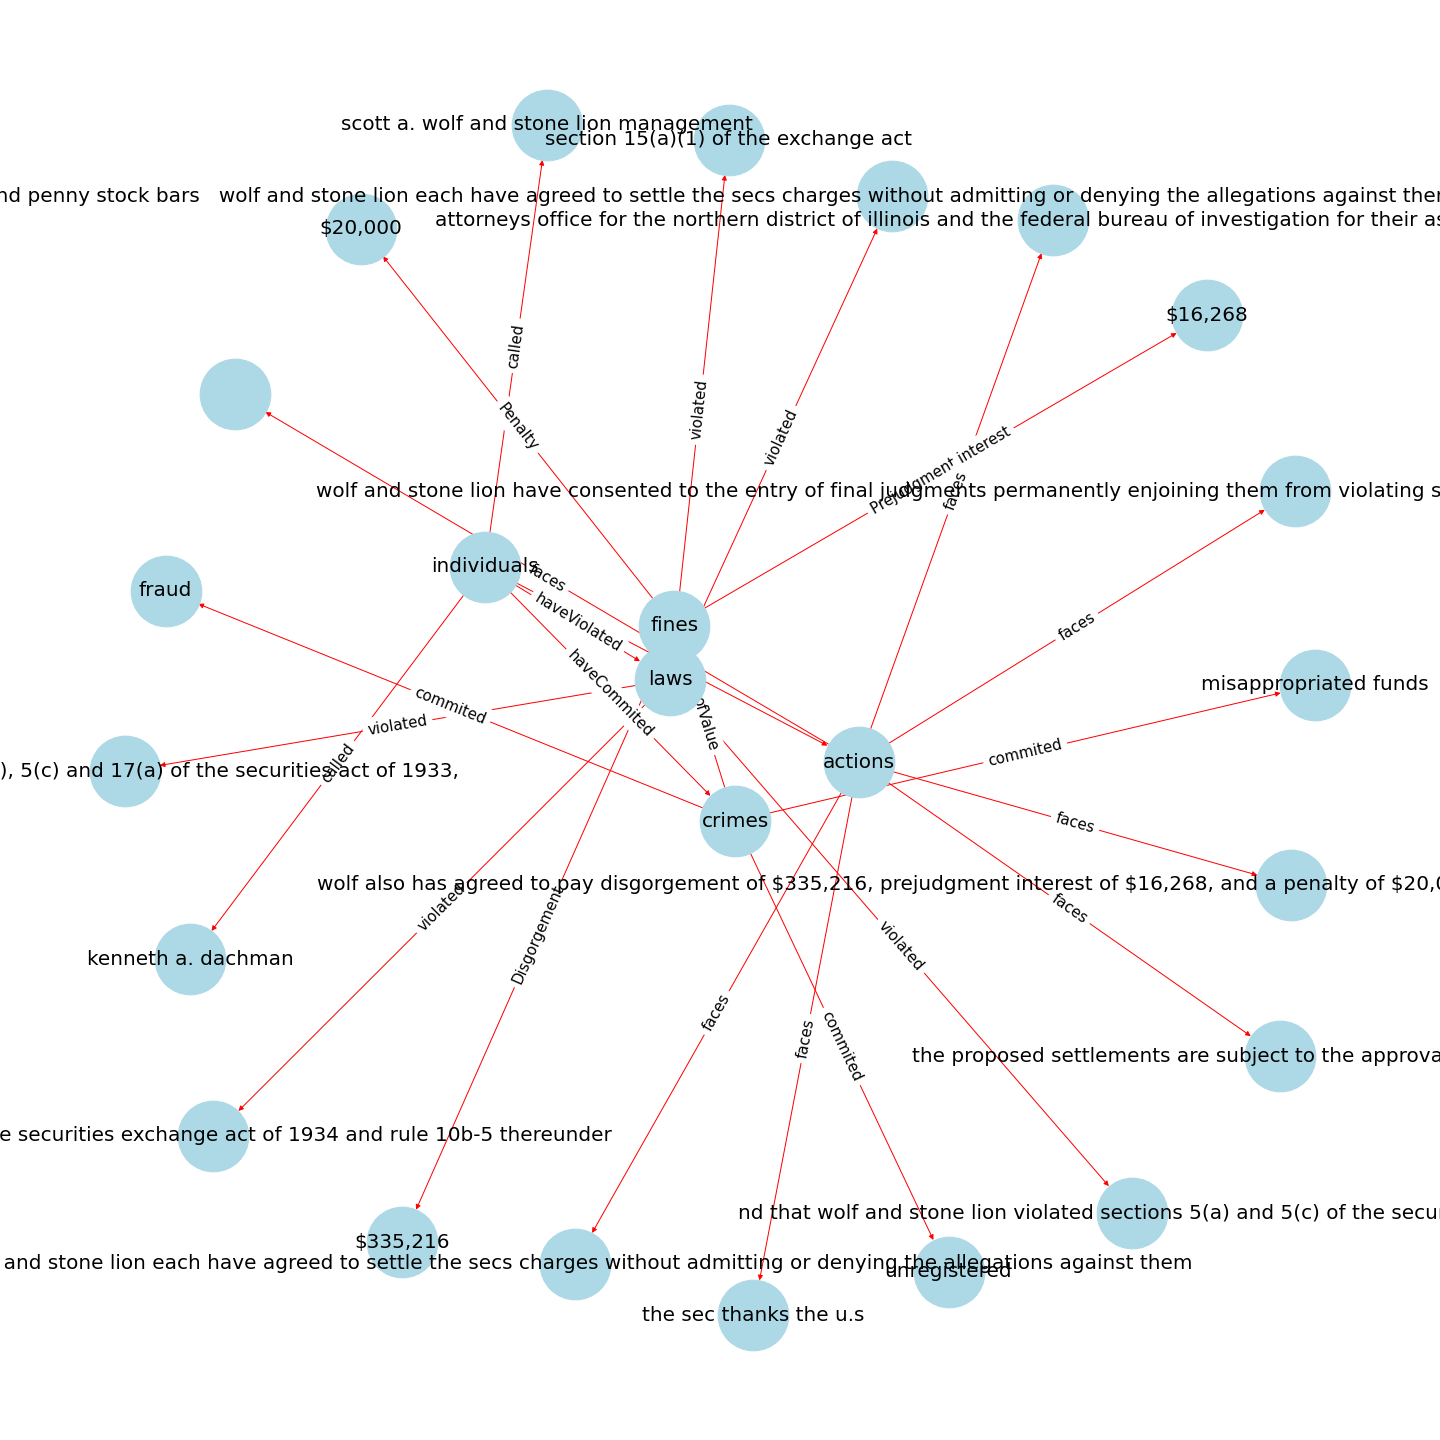 scott a. wolf and stone lion management
section 15(a)(1) of the exchange act
nd penny stock bars
wolf and stone lion each have agreed to settle the secs charges without admitting or denying the allegations against
$20,000
attorneys office for the northern district of illinois and the federal bureau of investigation for their
$16,268
called
violated
Penalty
violated
Prejudgment interest
faces
wolf and stone lion have consented to the entry of final judgments permanently enjoining them from violating s
individuals
faces
fraud
haveViolated
fines
faces
haveCommited
laws
misappropriated funds
commited
violated
ofValue
commited
actions
called
), 5(c) and 17(a) of the securities act of 1933,
crimes
faces
wolf also has agreed to pay disgorgement of $335,216, prejudgment interest of $16,268, and a penalty of $20,0
violated
faces
Disgorgement
violated
kenneth a. dachman
faces
faces
commited
the proposed settlements are subject to the approva
e securities exchange act of 1934 and rule 10b-5 thereunder
nd that wolf and stone lion violated sections 5(a) and 5(c) of the secu
$335,216
and stone lion each have agreed to settle the secs charges without admitting or denying the allegations against them
unregistered
the sec thanks the u.s